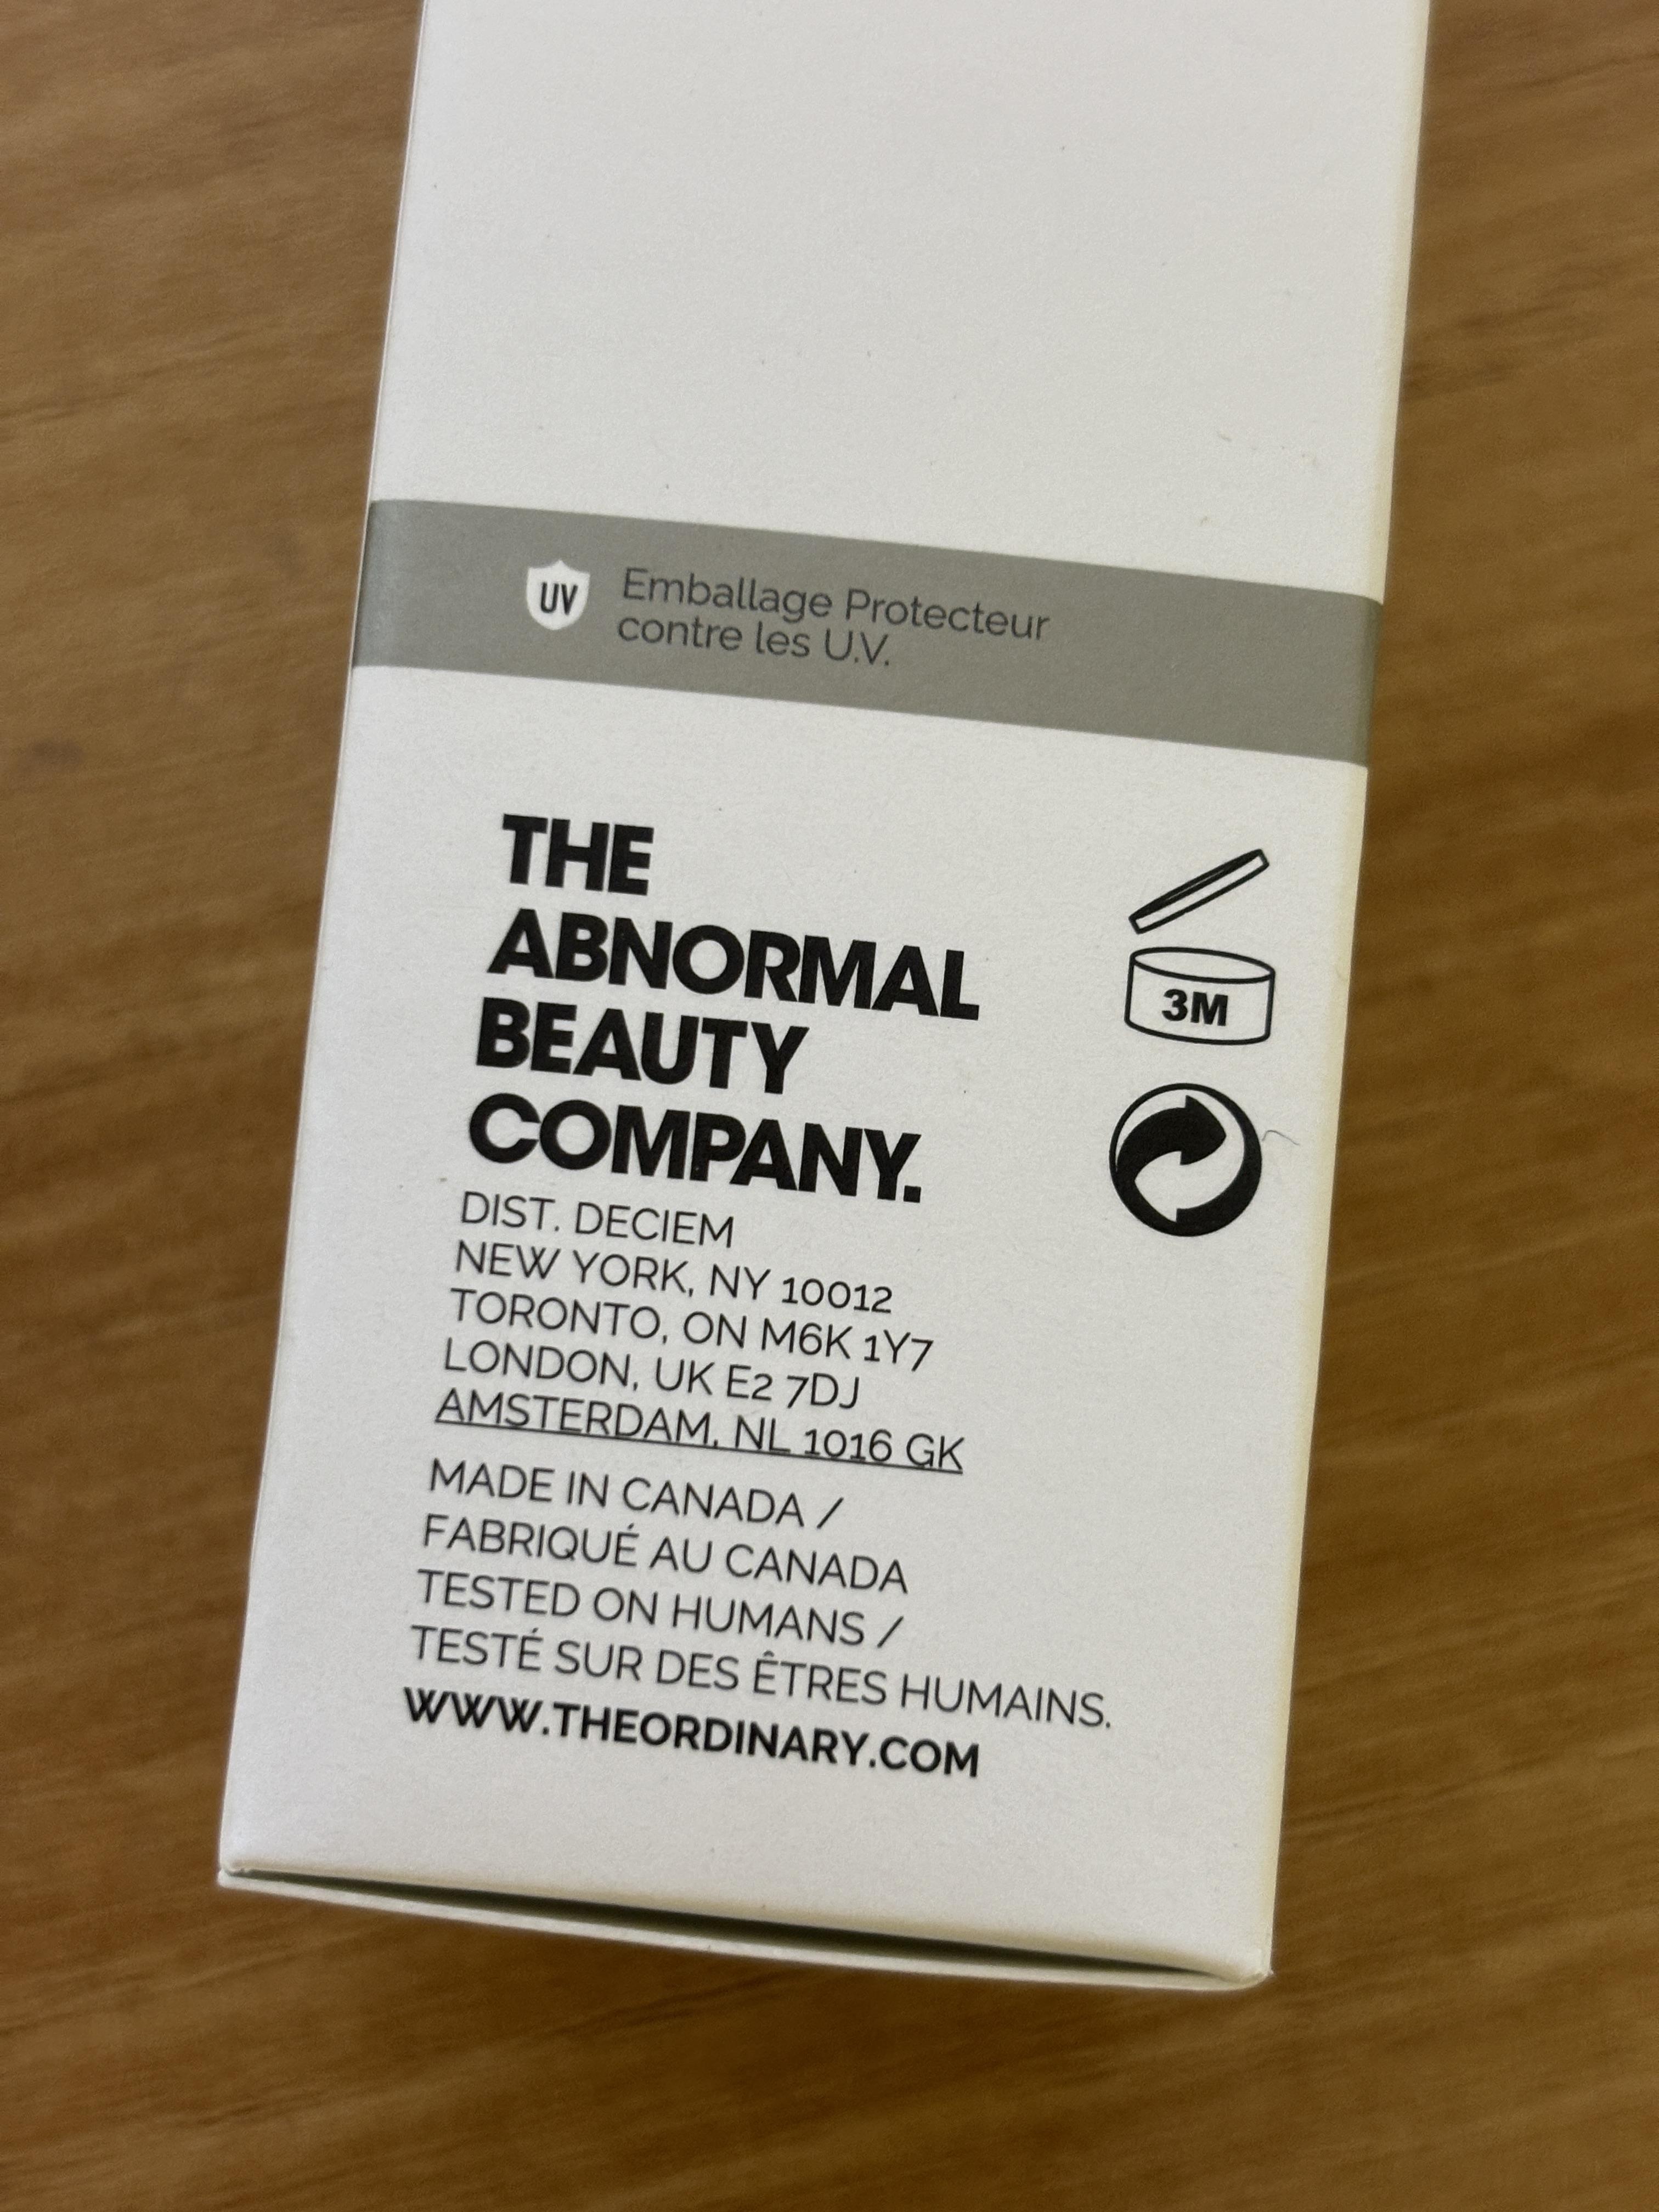 UV
Emballage Protecteur
contre les U.V.
THE
ABNORMAL
BEAUTY
COMPANY.
3M
DIST. DECIEM
NEW YORK, NY 10012
TORONTO, ON M6K 1Y7
LONDON, UK E2 7DJ
AMSTERDAM, NL 1016 GK
MADE IN CANADA /
FABRIQUÉ AU CANADA
TESTED ON HUMANS /
TESTÉ SUR DES ÊTRES HUMAINS.
WWW.THEORDINARY.COM